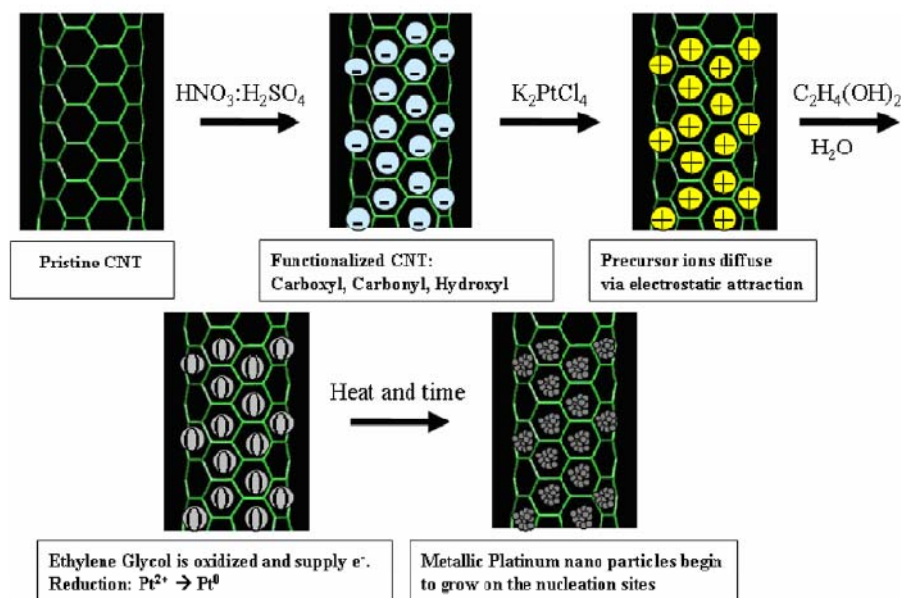 HNO₃:H₂SO₄
K₂PtCl₄
C₂H₄(OH)₂
H₂O
Pristine CNT
Functionalized CNT:
Carboxyl, Carbonyl, Hydroxyl
Precursor ions diffuse
via electrostatic attraction
Heat and time
Ethylene Glycol is oxidized and supply e⁻.
Reduction: Pt²⁺ → Pt⁰
Metallic Platinum nano particles begin
to grow on the nucleation sites